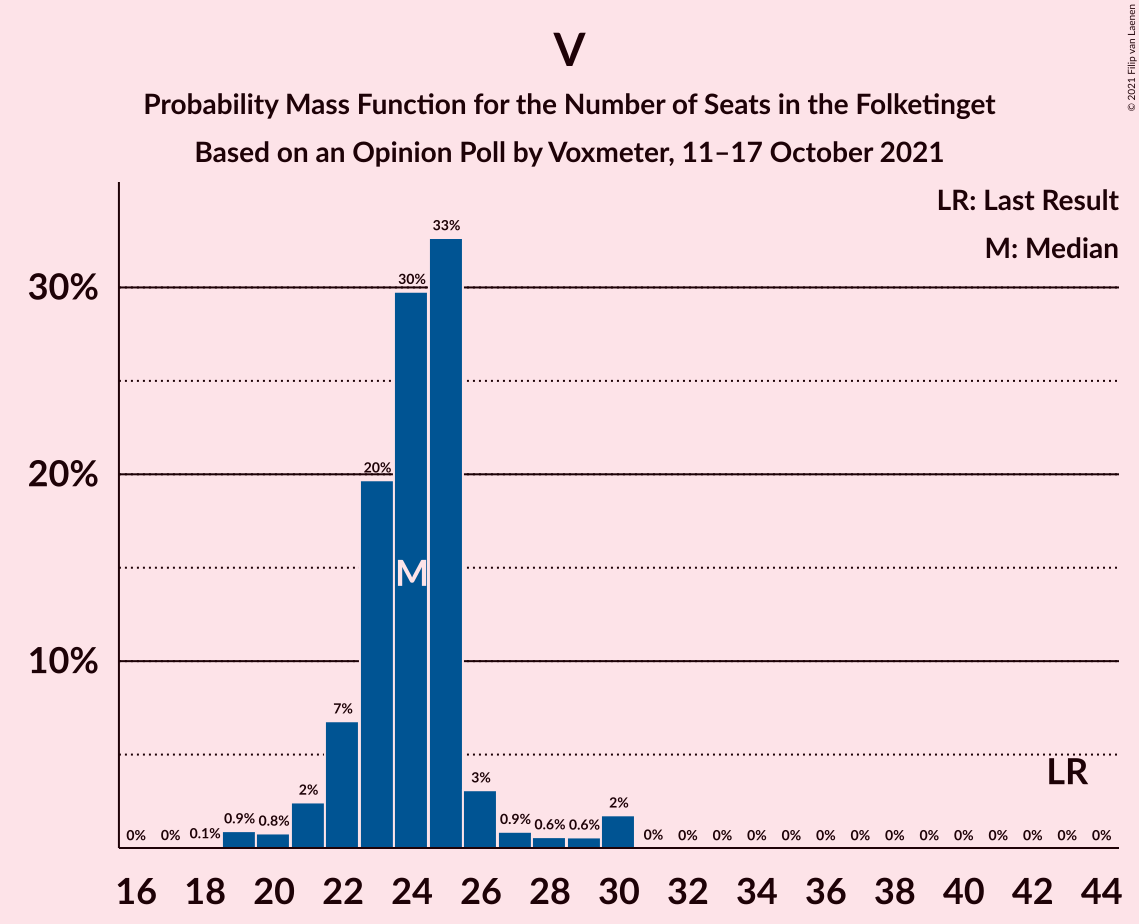 © 2021 Filip van Laenen
V
Probability Mass Function for the Number of Seats in the Folketinget
Based on an Opinion Poll by Voxmeter, 11–17 October 2021
LR: Last Result
M: Median
30%
20%
10%
0% 0% 0.1% 0.9% 0.8% 2% 7% 20% 30% 33% 3% 0.9% 0.6% 0.6% 2% 0% 0% 0% 0% 0% 0% 0% 0% 0% 0% 0% 0% 0% 0%
M
LR
16 18 20 22 24 26 28 30 32 34 36 38 40 42 44